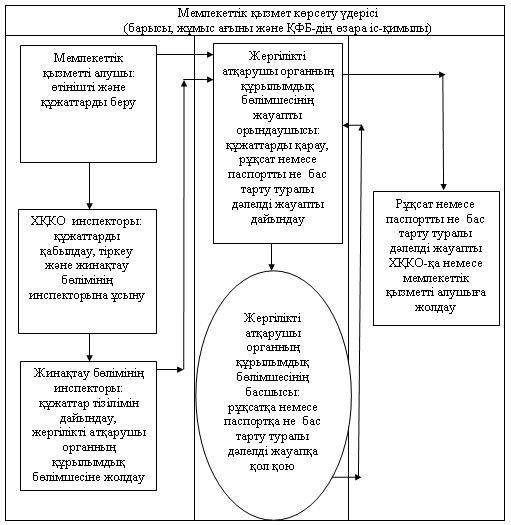 Мемлекеттік қызмет көрсету үдерісі
(барысы, жұмыс ағыны және ҚФБ-дің өзара іс-қимылы)
Мемлекеттік
қызметті алушы:
өтінішті және
құжаттарды беру
ХҚКО инспекторы:
құжаттарды
қабылдау, тіркеу
және жинақтау
бөлімінің
инспекторына ұсыну
Жинақтау бөлімінің
инспекторы:
құжаттар тізілімін
дайындау,
жергілікті атқарушы
органның
құрылымдық
бөлімшесіне жолдау
Жергілікті
атқарушы органның
құрылымдық
бөлімшесінің
жауапты
орындаушысы:
құжаттарды қарау,
рұқсат немесе
паспортты не бас
тарту туралы
дәлелді жауапты
дайындау
Жергілікті
атқарушы
органның
құрылымдық
бөлімшесінің
басшысы:
рұқсатқа немесе
паспортқа не бас
тарту туралы
дәлелді жауапқа
қол қою
Рұқсат немесе
паспортты не бас
тарту туралы
дәлелді жауапты
ХҚКО-қа немесе
мемлекеттік
қызметті алушыға
жолдау